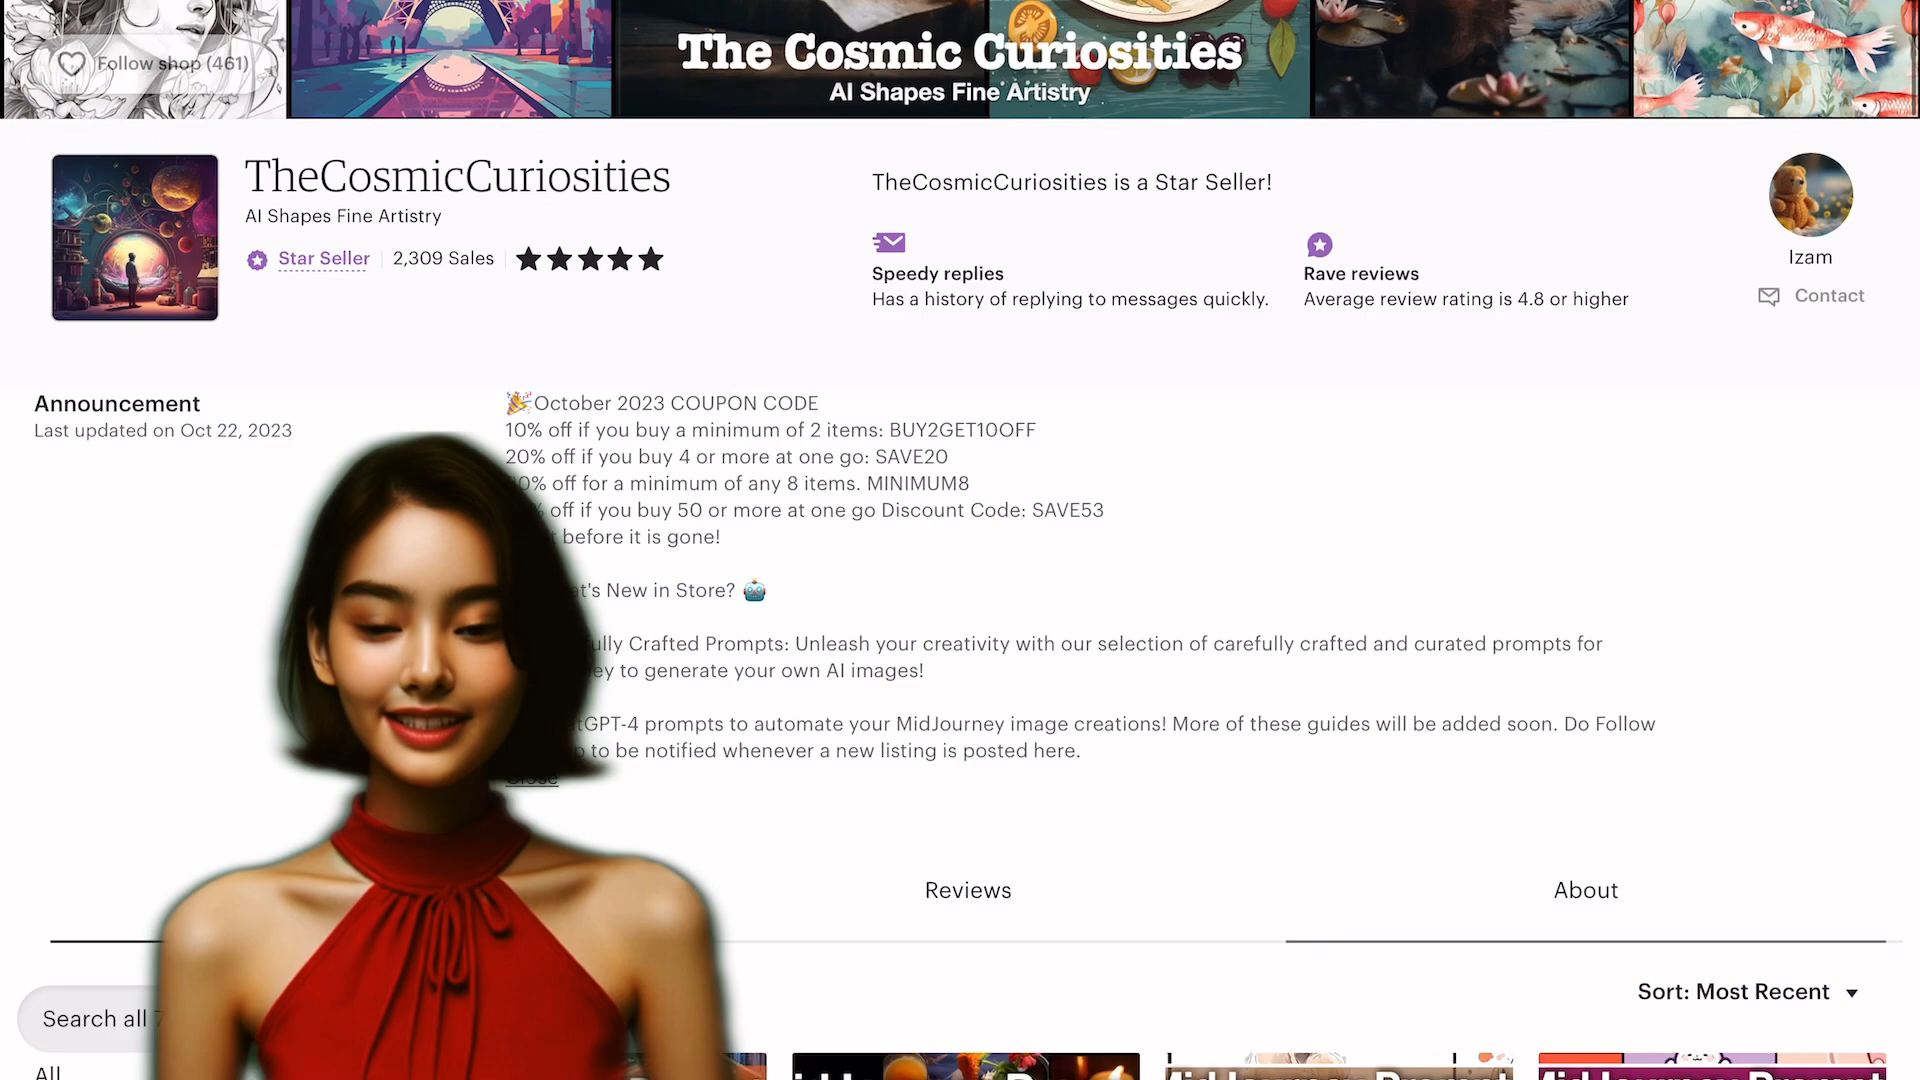 Follow shop (461)
The Cosmic Curiosities
AI Shapes Fine Artistry
TheCosmicCuriosities
AI Shapes Fine Artistry
Star Seller
2,309 Sales
TheCosmicCuriosities is a Star Seller!
Speedy replies
Has a history of replying to messages quickly.
Rave reviews
Average review rating is 4.8 or higher
Izam
Contact
Announcement
Last updated on Oct 22, 2023
🎉October 2023 COUPON CODE
10% off if you buy a minimum of 2 items: BUY2GET10OFF
20% off if you buy 4 or more at one go: SAVE20
0% off for a minimum of any 8 items. MINIMUM8
% off if you buy 50 or more at one go Discount Code: SAVE53
before it is gone!
at's New in Store? 🤖
ully Crafted Prompts: Unleash your creativity with our selection of carefully crafted and curated prompts for
ey to generate your own AI images!
tGPT-4 prompts to automate your MidJourney image creations! More of these guides will be added soon. Do Follow
to be notified whenever a new listing is posted here.
Close
Reviews
About
Search all
Sort: Most Recent
All
MidJourney Prompt
MidJourney Prompt